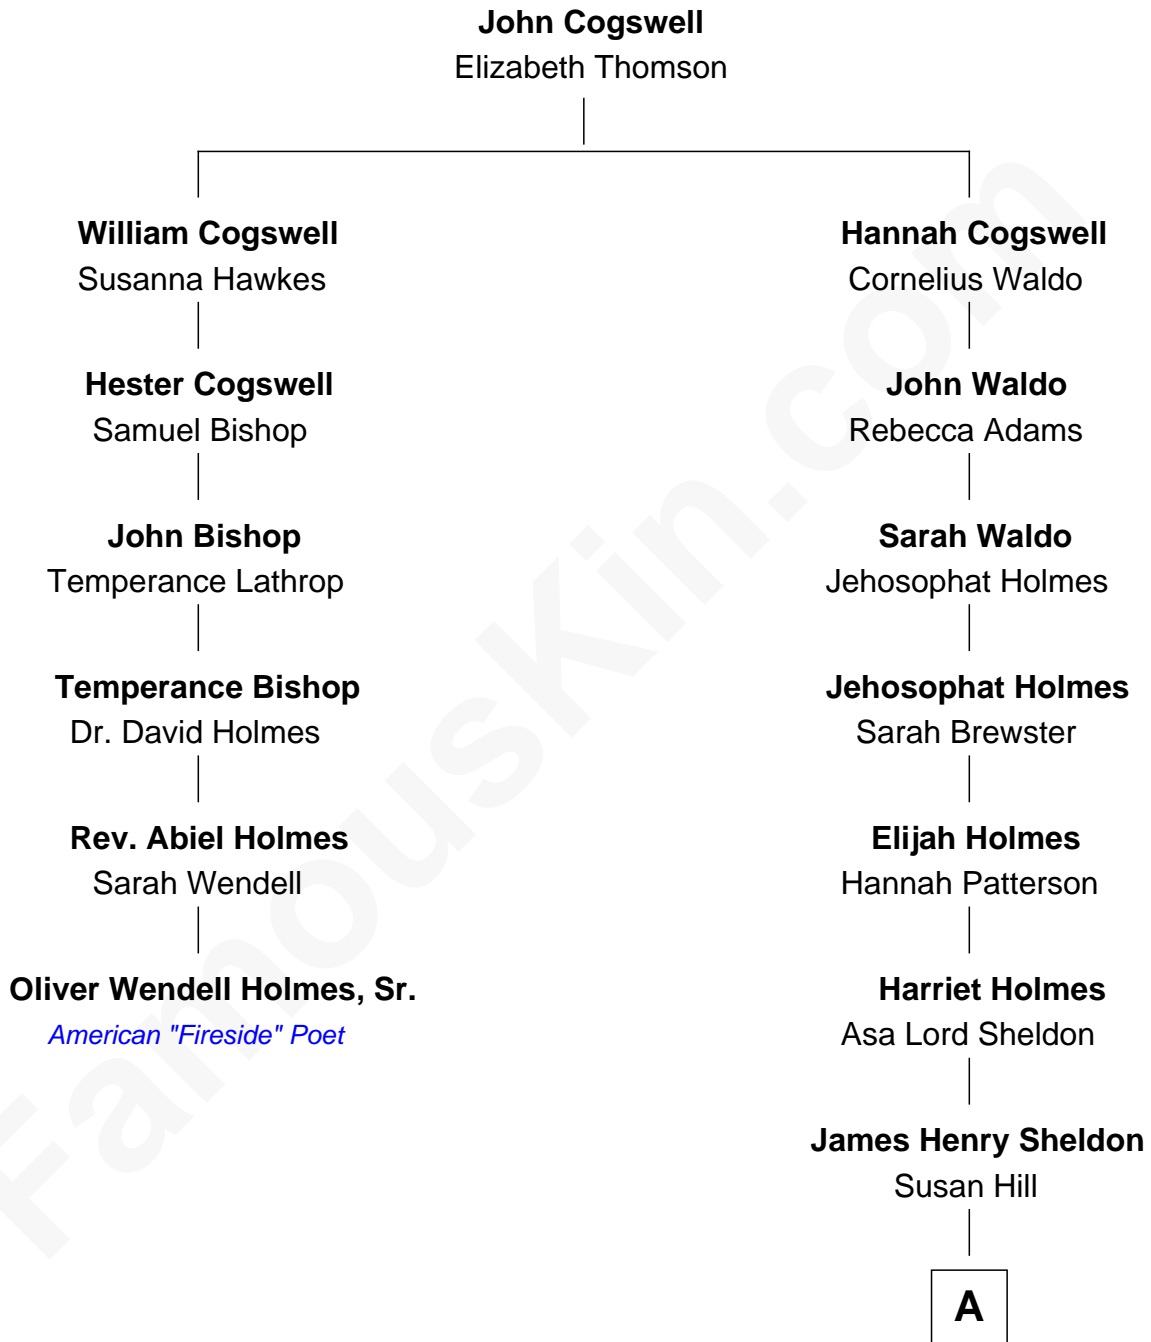 John Cogswell
Elizabeth Thomson
William Cogswell
Susanna Hawkes
Hannah Cogswell
Cornelius Waldo
Hester Cogswell
Samuel Bishop
John Waldo
Rebecca Adams
John Bishop
Temperance Lathrop
Sarah Waldo
Jehosophat Holmes
Temperance Bishop
Dr. David Holmes
Jehosophat Holmes
Sarah Brewster
Rev. Abiel Holmes
Sarah Wendell
Elijah Holmes
Hannah Patterson
Oliver Wendell Holmes, Sr.
American "Fireside" Poet
Harriet Holmes
Asa Lord Sheldon
James Henry Sheldon
Susan Hill
A
FamousKin.com